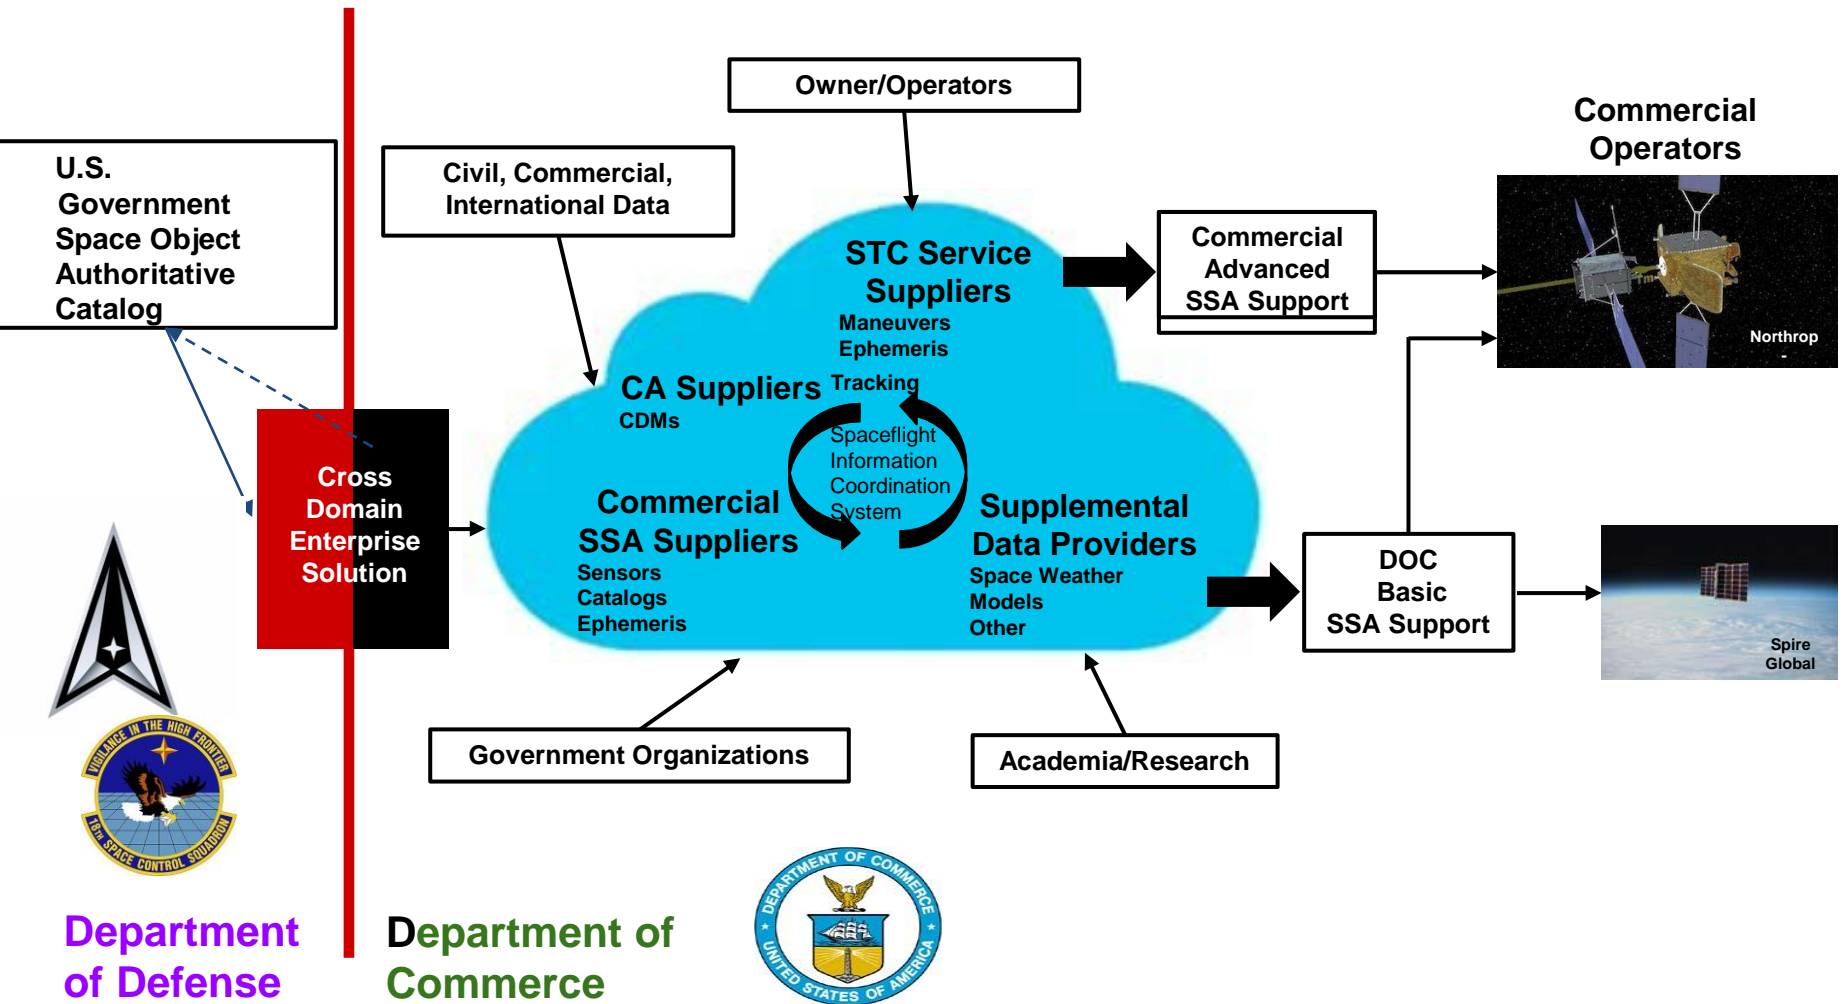 Owner/Operators
Commercial
Operators
U.S.
Government
Space Object
Authoritative
Catalog
Civil, Commercial,
International Data
STC Service
Suppliers
Maneuvers
Ephemeris
Tracking
Commercial
Advanced
SSA Support
Northrop
-
CA Suppliers
CDMs
Spaceflight
Information
Coordination
System
Cross
Domain
Enterprise
Solution
Commercial
SSA Suppliers
Sensors
Catalogs
Ephemeris
Supplemental
Data Providers
Space Weather
Models
Other
DOC
Basic
SSA Support
Spire
Global
Government Organizations
Academia/Research
VIGILANCE IN THE HIGH FRONTIER
18TH SPACE CONTROL SQUADRON
DEPARTMENT OF COMMERCE
UNITED STATES OF AMERICA
Department
of Defense
Department of
Commerce